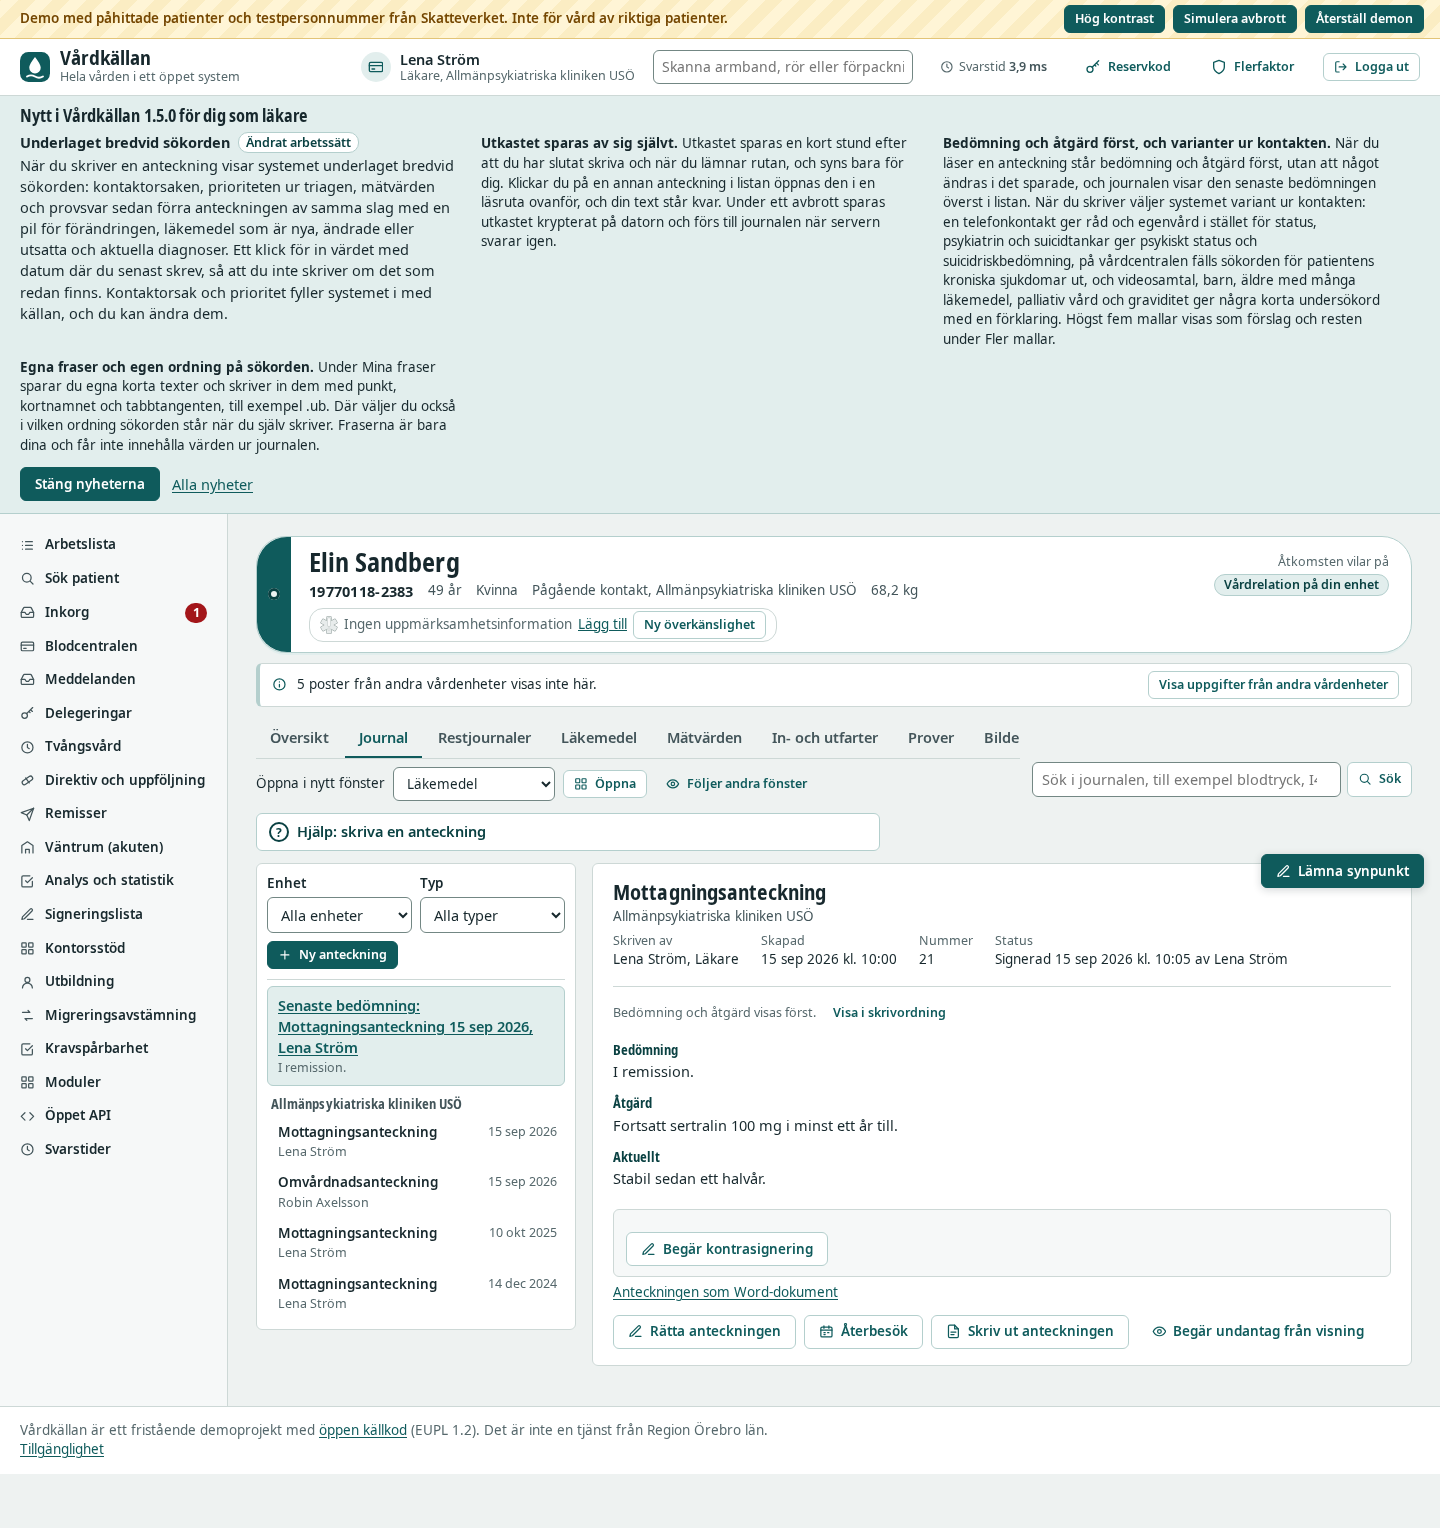 Demo med påhittade patienter och testpersonnummer från Skatteverket. Inte för vård av riktiga patienter.
Hög kontrast
Simulera avbrott
Återställ demon
Vårdkällan
Hela vården i ett öppet system
Lena Ström
Läkare, Allmänpsykiatriska kliniken USÖ
Skanna armband, rör eller förpackni
Svarstid 3,9 ms
Reservkod
Flerfaktor
Logga ut
Nytt i Vårdkällan 1.5.0 för dig som läkare
Underlaget bredvid sökorden
Ändrat arbetssätt
När du skriver en anteckning visar systemet underlaget bredvid
sökorden: kontaktorsaken, prioriteten ur triagen, mätvärden
och provsvar sedan förra anteckningen av samma slag med en
pil för förändringen, läkemedel som är nya, ändrade eller
utsatta och aktuella diagnoser. Ett klick för in värdet med
datum där du senast skrev, så att du inte skriver om det som
redan finns. Kontaktorsak och prioritet fyller systemet i med
källan, och du kan ändra dem.
Utkastet sparas av sig självt. Utkastet sparas en kort stund efter
att du har slutat skriva och när du lämnar rutan, och syns bara för
dig. Klickar du på en annan anteckning i listan öppnas den i en
läsruta ovanför, och din text står kvar. Under ett avbrott sparas
utkastet krypterat på datorn och förs till journalen när servern
svarar igen.
Bedömning och åtgärd först, och varianter ur kontakten. När du
läser en anteckning står bedömning och åtgärd först, utan att något
ändras i det sparade, och journalen visar den senaste bedömningen
överst i listan. När du skriver väljer systemet variant ur kontakten:
en telefonkontakt ger råd och egenvård i stället för status,
psykiatrin och suicidtankar ger psykiskt status och
suicidriskbedömning, på vårdcentralen fälls sökorden för patientens
kroniska sjukdomar ut, och videosamtal, barn, äldre med många
läkemedel, palliativ vård och graviditet ger några korta undersökord
med en förklaring. Högst fem mallar visas som förslag och resten
under Fler mallar.
Egna fraser och egen ordning på sökorden. Under Mina fraser
sparar du egna korta texter och skriver in dem med punkt,
kortnamnet och tabbtangenten, till exempel .ub. Där väljer du också
i vilken ordning sökorden står när du själv skriver. Fraserna är bara
dina och får inte innehålla värden ur journalen.
Stäng nyheterna
Alla nyheter
Arbetslista
Sök patient
Inkorg
1
Blodcentralen
Meddelanden
Delegeringar
Tvångsvård
Direktiv och uppföljning
Remisser
Väntrum (akuten)
Analys och statistik
Signeringslista
Kontorsstöd
Utbildning
Migreringsavstämning
Kravspårbarhet
Moduler
Öppet API
Svarstider
Elin Sandberg
19770118-2383
49 år
Kvinna
Pågående kontakt, Allmänpsykiatriska kliniken USÖ
68,2 kg
Ingen uppmärksamhetsinformation
Lägg till
Ny överkänslighet
Åtkomsten vilar på
Vårdrelation på din enhet
5 poster från andra vårdenheter visas inte här.
Visa uppgifter från andra vårdenheter
Översikt
Journal
Restjournaler
Läkemedel
Mätvärden
In- och utfarter
Prover
Bilde
Öppna i nytt fönster
Läkemedel
Öppna
Följer andra fönster
Sök i journalen, till exempel blodtryck, I4
Sök
? Hjälp: skriva en anteckning
Lämna synpunkt
Enhet
Typ
Alla enheter
Alla typer
Ny anteckning
Senaste bedömning:
Mottagningsanteckning 15 sep 2026,
Lena Ström
I remission.
Allmänpsykiatriska kliniken USÖ
Mottagningsanteckning 15 sep 2026
Lena Ström
Omvårdnadsanteckning 15 sep 2026
Robin Axelsson
Mottagningsanteckning 10 okt 2025
Lena Ström
Mottagningsanteckning 14 dec 2024
Lena Ström
Mottagningsanteckning
Allmänpsykiatriska kliniken USÖ
Skriven av
Lena Ström, Läkare
Skapad
15 sep 2026 kl. 10:00
Nummer
21
Status
Signerad 15 sep 2026 kl. 10:05 av Lena Ström
Bedömning och åtgärd visas först.
Visa i skrivordning
Bedömning
I remission.
Åtgärd
Fortsatt sertralin 100 mg i minst ett år till.
Aktuellt
Stabil sedan ett halvår.
Begär kontrasignering
Anteckningen som Word-dokument
Rätta anteckningen
Återbesök
Skriv ut anteckningen
Begär undantag från visning
Vårdkällan är ett fristående demoprojekt med öppen källkod (EUPL 1.2). Det är inte en tjänst från Region Örebro län.
Tillgänglighet